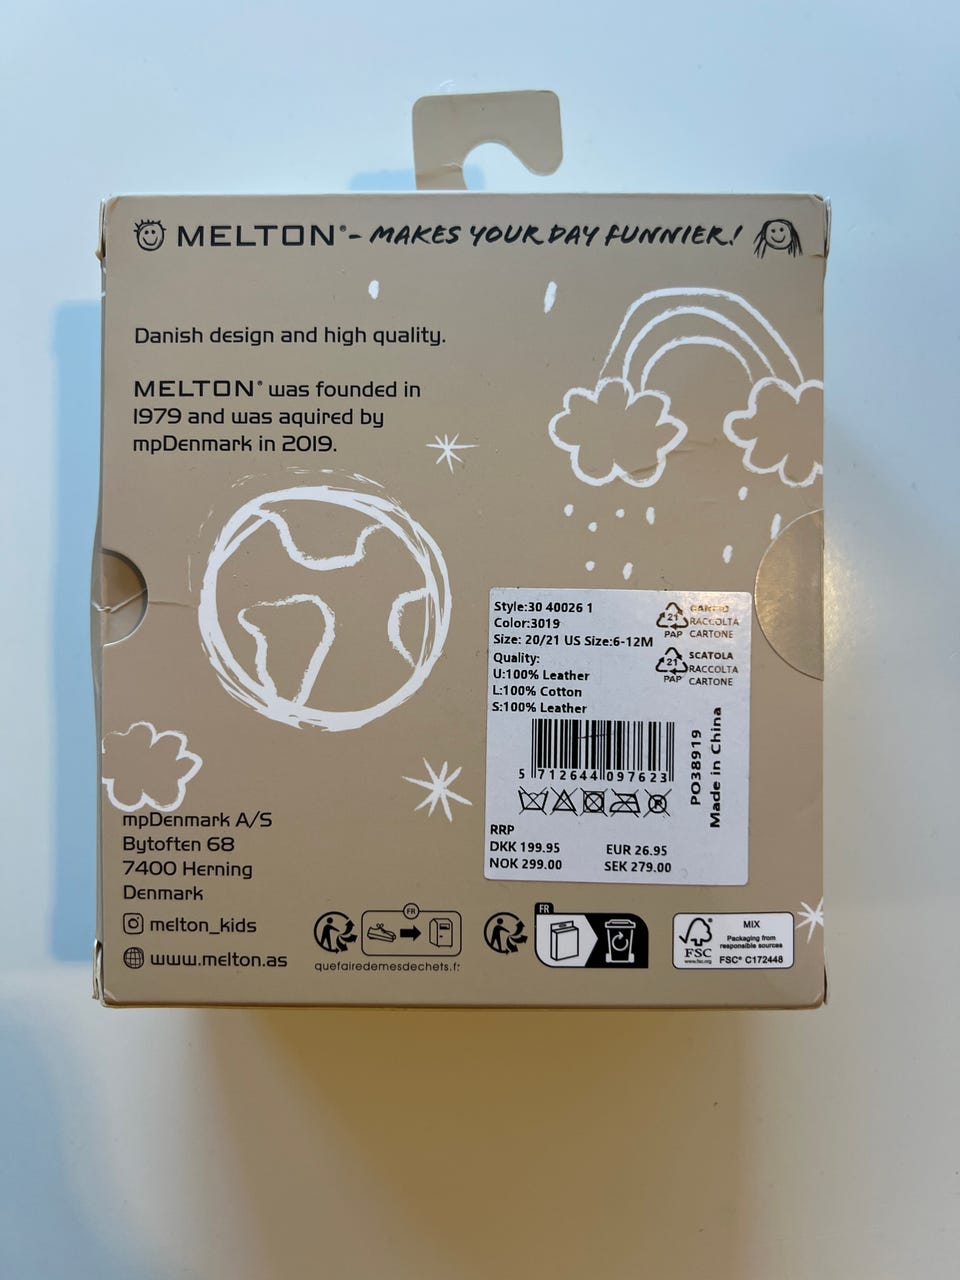 MELTON® - MAKES YOUR DAY FUNNIER!
Danish design and high quality.
MELTON® was founded in
1979 and was aquired by
mpDenmark in 2019.
Style:30 40026 1
Color:3019
Size: 20/21 US Size:6-12M
Quality:
U:100% Leather
L:100% Cotton
S:100% Leather
21
PAP
RACCOLTA
CARTONE
21
PAP
SCATOLA
RACCOLTA
CARTONE
5 712644 097623
PO38919
Made in China
RRP
DKK 199.95 EUR 26.95
NOK 299.00 SEK 279.00
mpDenmark A/S
Bytoften 68
7400 Herning
Denmark
melton_kids
www.melton.as
FR
quefairedemesdechets.fr
FR
FSC
www.fsc.org
MIX
Packaging from
responsible sources
FSC® C172448